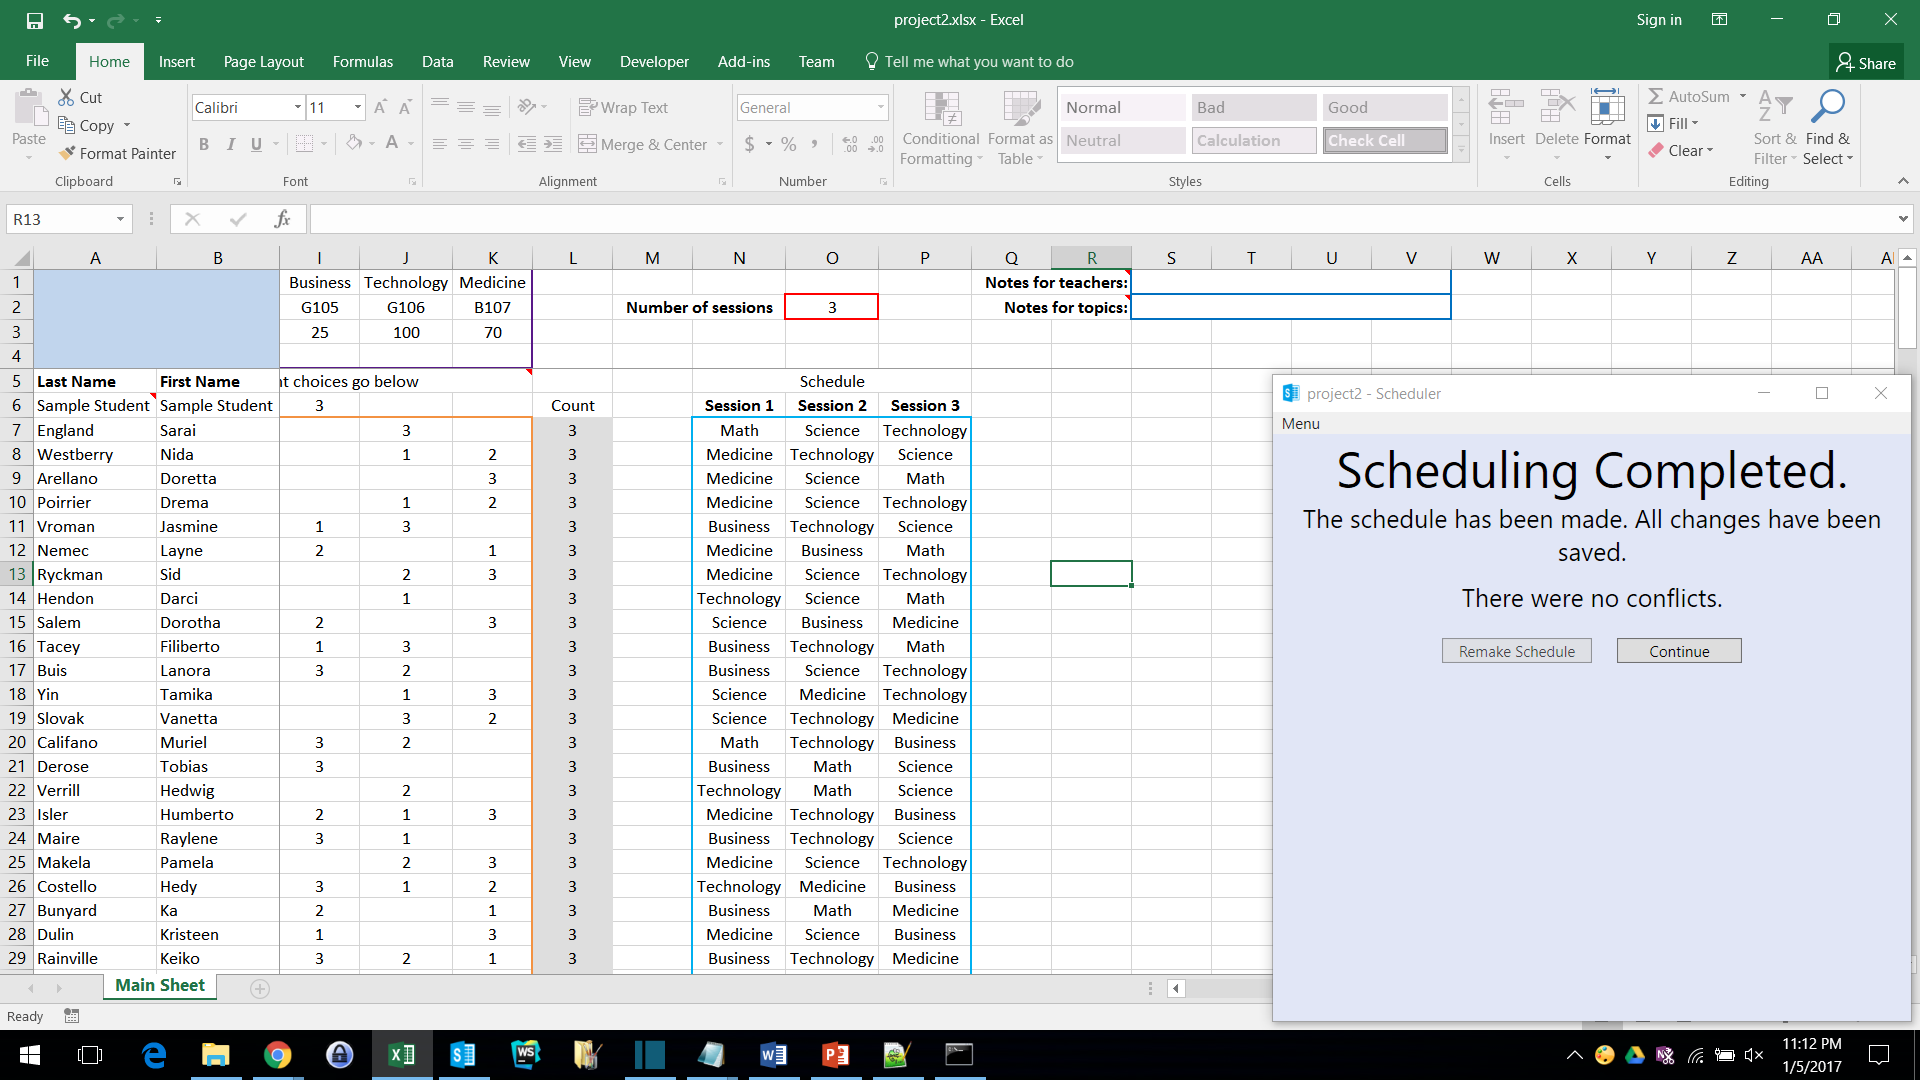 project2.xlsx - Excel
Sign in
File Home Insert Page Layout Formulas Data Review View Developer Add-ins Team Tell me what you want to do Share
Paste Cut Copy Format Painter Clipboard
Calibri 11 B I U A Font
Wrap Text Merge & Center Alignment
General $ % , Number
Conditional Formatting Format as Table Normal Bad Good Neutral Calculation Check Cell Styles
Insert Delete Format Cells
AutoSum Fill Clear Sort & Filter Find & Select Editing
R13 fx
A B I J K L M N O P Q R S T U V W X Y Z AA
1 Business Technology Medicine Notes for teachers:
2 G105 G106 B107 Number of sessions 3 Notes for topics:
3 25 100 70
4
5 Last Name First Name choices go below Schedule
6 Sample Student Sample Student 3 Count Session 1 Session 2 Session 3
7 England Sarai 3 3 Math Science Technology
8 Westberry Nida 1 2 3 Medicine Technology Science
9 Arellano Doretta 3 3 Medicine Science Math
10 Poirrier Drema 1 2 3 Medicine Science Technology
11 Vroman Jasmine 1 3 3 Business Technology Science
12 Nemec Layne 2 1 3 Medicine Business Math
13 Ryckman Sid 2 3 3 Medicine Science Technology
14 Hendon Darci 1 3 Technology Science Math
15 Salem Dorotha 2 3 3 Science Business Medicine
16 Tacey Filiberto 1 3 3 Business Technology Math
17 Buis Lanora 3 2 3 Business Science Technology
18 Yin Tamika 1 3 3 Science Medicine Technology
19 Slovak Vanetta 3 2 3 Science Technology Medicine
20 Califano Muriel 3 2 3 Math Technology Business
21 Derose Tobias 3 3 Business Math Science
22 Verrill Hedwig 2 3 Technology Math Science
23 Isler Humberto 2 1 3 3 Medicine Technology Business
24 Maire Raylene 3 1 3 Business Technology Science
25 Makela Pamela 2 3 3 Medicine Science Technology
26 Costello Hedy 3 1 2 3 Technology Medicine Business
27 Bunyard Ka 2 1 3 Business Math Medicine
28 Dulin Kristeen 1 3 3 Medicine Science Business
29 Rainville Keiko 3 2 1 3 Business Technology Medicine
Main Sheet
Ready
project2 - Scheduler
Menu
Scheduling Completed.
The schedule has been made. All changes have been
saved.
There were no conflicts.
Remake Schedule Continue
11:12 PM
1/5/2017